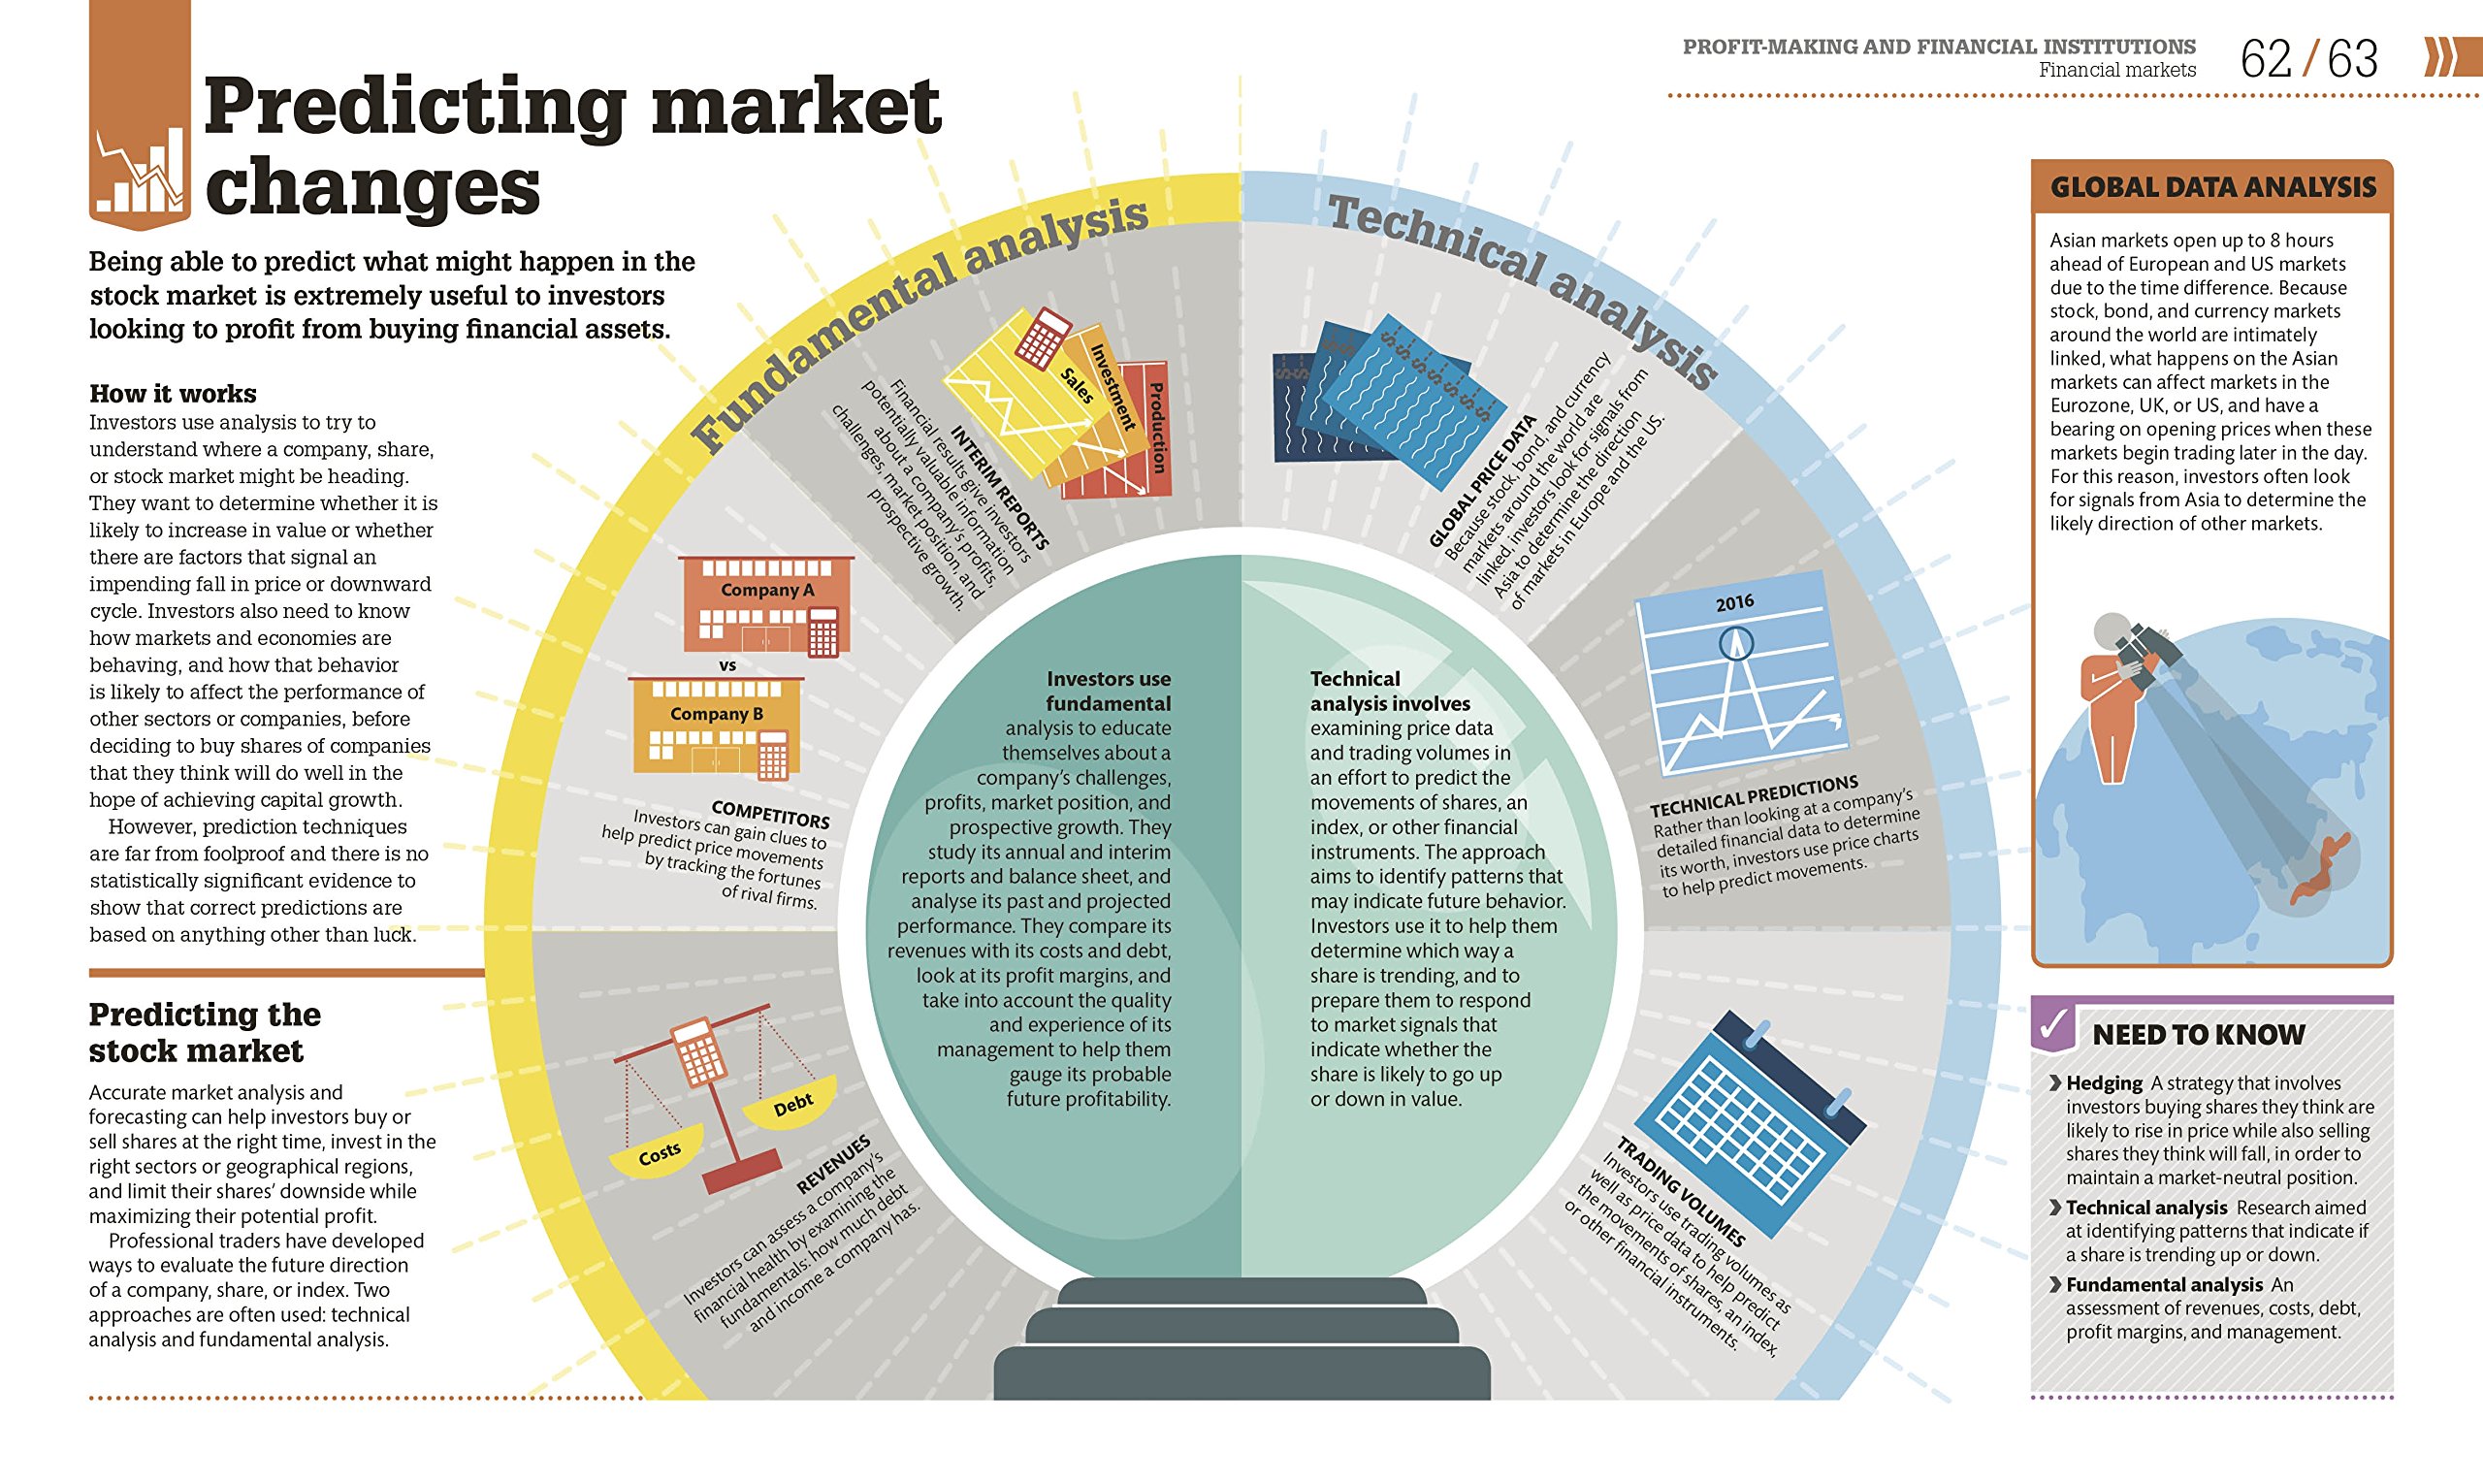 PROFIT-MAKING AND FINANCIAL INSTITUTIONS
Financial markets
62 / 63
Predicting market
changes
Being able to predict what might happen in the
stock market is extremely useful to investors
looking to profit from buying financial assets.
How it works
Investors use analysis to try to
understand where a company, share,
or stock market might be heading.
They want to determine whether it is
likely to increase in value or whether
there are factors that signal an
impending fall in price or downward
cycle. Investors also need to know
how markets and economies are
behaving, and how that behavior
is likely to affect the performance of
other sectors or companies, before
deciding to buy shares of companies
that they think will do well in the
hope of achieving capital growth.
However, prediction techniques
are far from foolproof and there is no
statistically significant evidence to
show that correct predictions are
based on anything other than luck.
Predicting the
stock market
Accurate market analysis and
forecasting can help investors buy or
sell shares at the right time, invest in the
right sectors or geographical regions,
and limit their shares' downside while
maximizing their potential profit.
Professional traders have developed
ways to evaluate the future direction
of a company, share, or index. Two
approaches are often used: technical
analysis and fundamental analysis.
Fundamental analysis
Sales
Investment
Production
INTERIM REPORTS
Financial results give investors
potentially valuable information
about a company's profits,
challenges, market position, and
prospective growth.
Company A
vs
Company B
COMPETITORS
Investors can gain clues to
help predict price movements
by tracking the fortunes
of rival firms.
Costs
Debt
REVENUES
Investors can assess a company's
financial health by examining the
fundamentals: how much debt
and income a company has.
Investors use
fundamental
analysis to educate
themselves about a
company's challenges,
profits, market position, and
prospective growth. They
study its annual and interim
reports and balance sheet, and
analyse its past and projected
performance. They compare its
revenues with its costs and debt,
look at its profit margins, and
take into account the quality
and experience of its
management to help them
gauge its probable
future profitability.
Technical analysis
$ $
$ $
$ $ $ $ $ $ $
GLOBAL PRICE DATA
Because stock, bond, and currency
markets around the world are
linked, investors look for signals from
Asia to determine the direction
of markets in Europe and the US.
2016
TECHNICAL PREDICTIONS
Rather than looking at a company's
detailed financial data to determine
its worth, investors use price charts
to help predict movements.
TRADING VOLUMES
Investors use trading volumes as
well as price data to help predict
the movements of shares, an index,
or other financial instruments.
Technical
analysis involves
examining price data
and trading volumes in
an effort to predict the
movements of shares, an
index, or other financial
instruments. The approach
aims to identify patterns that
may indicate future behavior.
Investors use it to help them
determine which way a
share is trending, and to
prepare them to respond
to market signals that
indicate whether the
share is likely to go up
or down in value.
GLOBAL DATA ANALYSIS
Asian markets open up to 8 hours
ahead of European and US markets
due to the time difference. Because
stock, bond, and currency markets
around the world are intimately
linked, what happens on the Asian
markets can affect markets in the
Eurozone, UK, or US, and have a
bearing on opening prices when these
markets begin trading later in the day.
For this reason, investors often look
for signals from Asia to determine the
likely direction of other markets.
NEED TO KNOW
Hedging A strategy that involves
investors buying shares they think are
likely to rise in price while also selling
shares they think will fall, in order to
maintain a market-neutral position.
Technical analysis Research aimed
at identifying patterns that indicate if
a share is trending up or down.
Fundamental analysis An
assessment of revenues, costs, debt,
profit margins, and management.